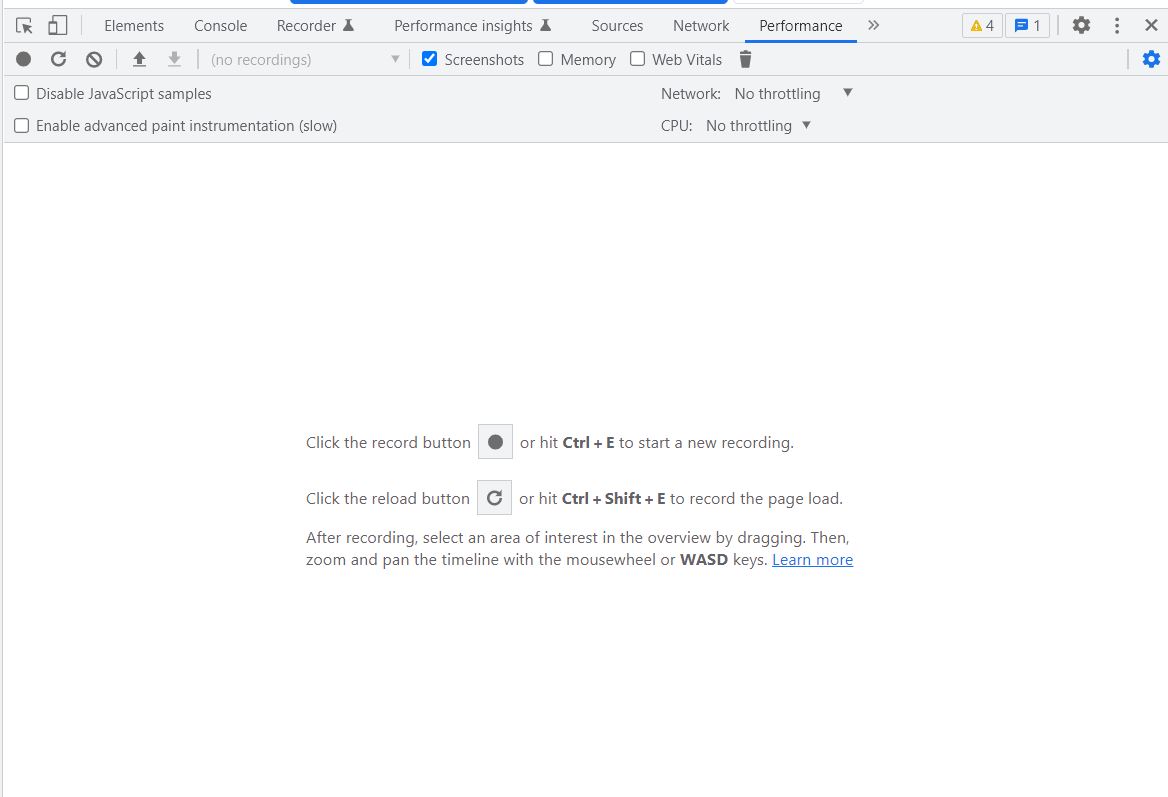 Elements Console Recorder Performance insights Sources Network Performance 4 1
(no recordings) Screenshots Memory Web Vitals
Disable JavaScript samples Network: No throttling
Enable advanced paint instrumentation (slow) CPU: No throttling
Click the record button or hit Ctrl + E to start a new recording.
Click the reload button or hit Ctrl + Shift + E to record the page load.
After recording, select an area of interest in the overview by dragging. Then,
zoom and pan the timeline with the mousewheel or WASD keys. Learn more